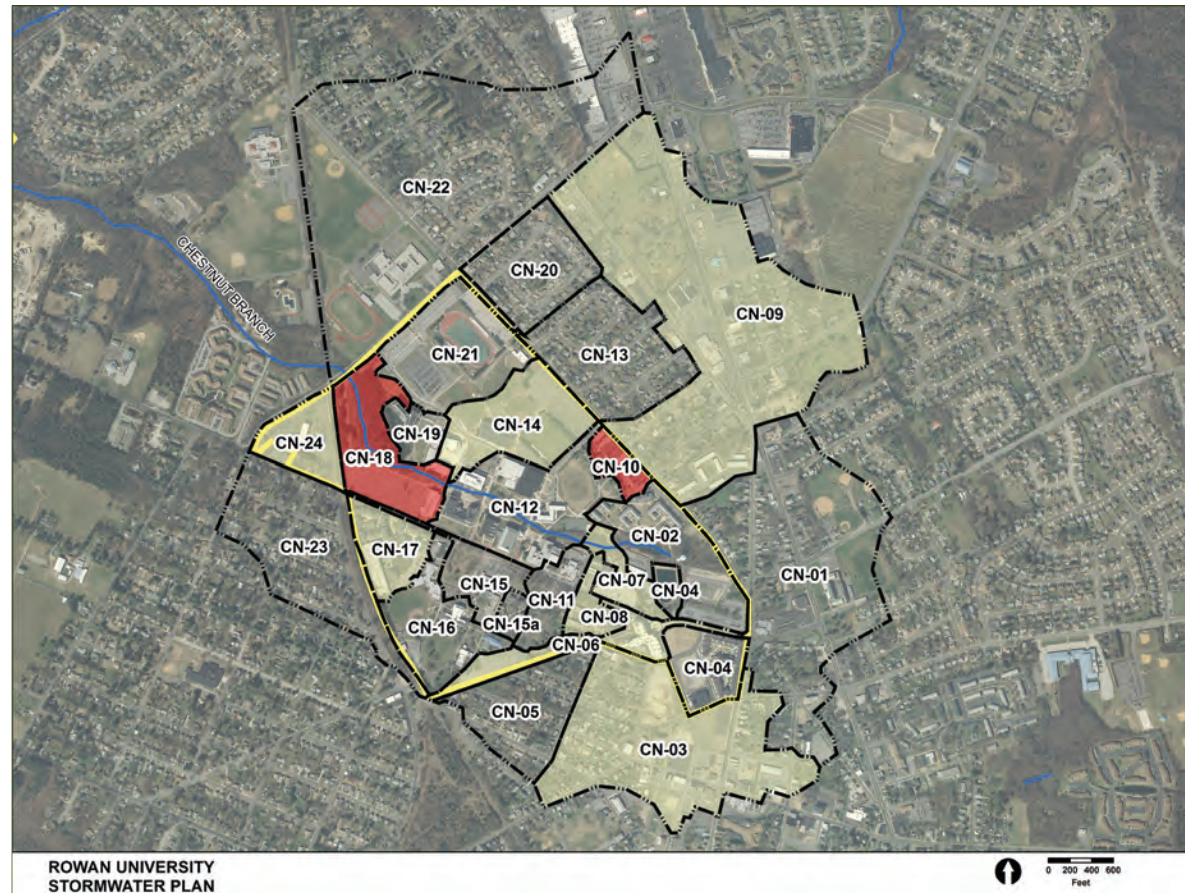 CN-22
CN-20
CHESTNUT BRANCH
CN-09
CN-21
CN-13
CN-14
CN-19
CN-24
CN-18
CN-10
CN-12
CN-02
CN-23
CN-17
CN-01
CN-15
CN-07
CN-04
CN-11
CN-08
CN-16
CN-15a
CN-06
CN-04
CN-05
CN-03
ROWAN UNIVERSITY
STORMWATER PLAN
0 200 400 600
Feet